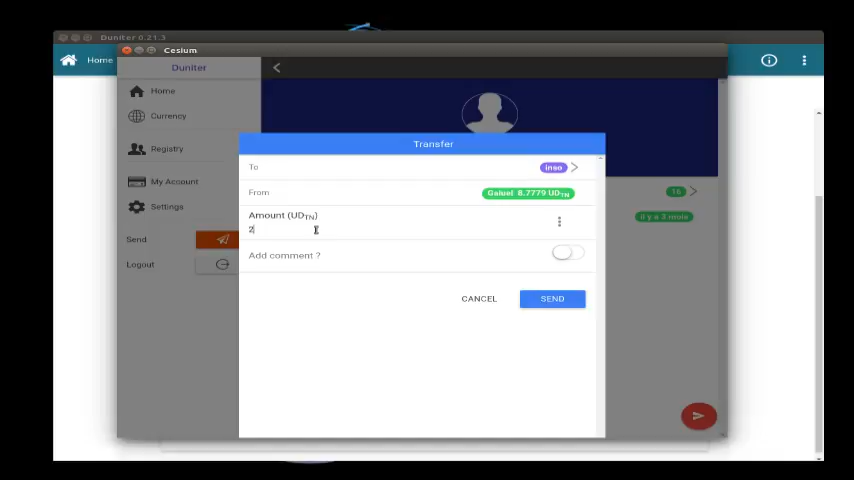 Duniter 0.21.3
Cesium
Home
Duniter
Home
Currency
Registry
My Account
Settings
Send
Logout
Transfer
To
inso
From
Galuel 8.7779 UDTN
Amount (UDTN)
2
Add comment ?
CANCEL
SEND
16
il y a 3 mois